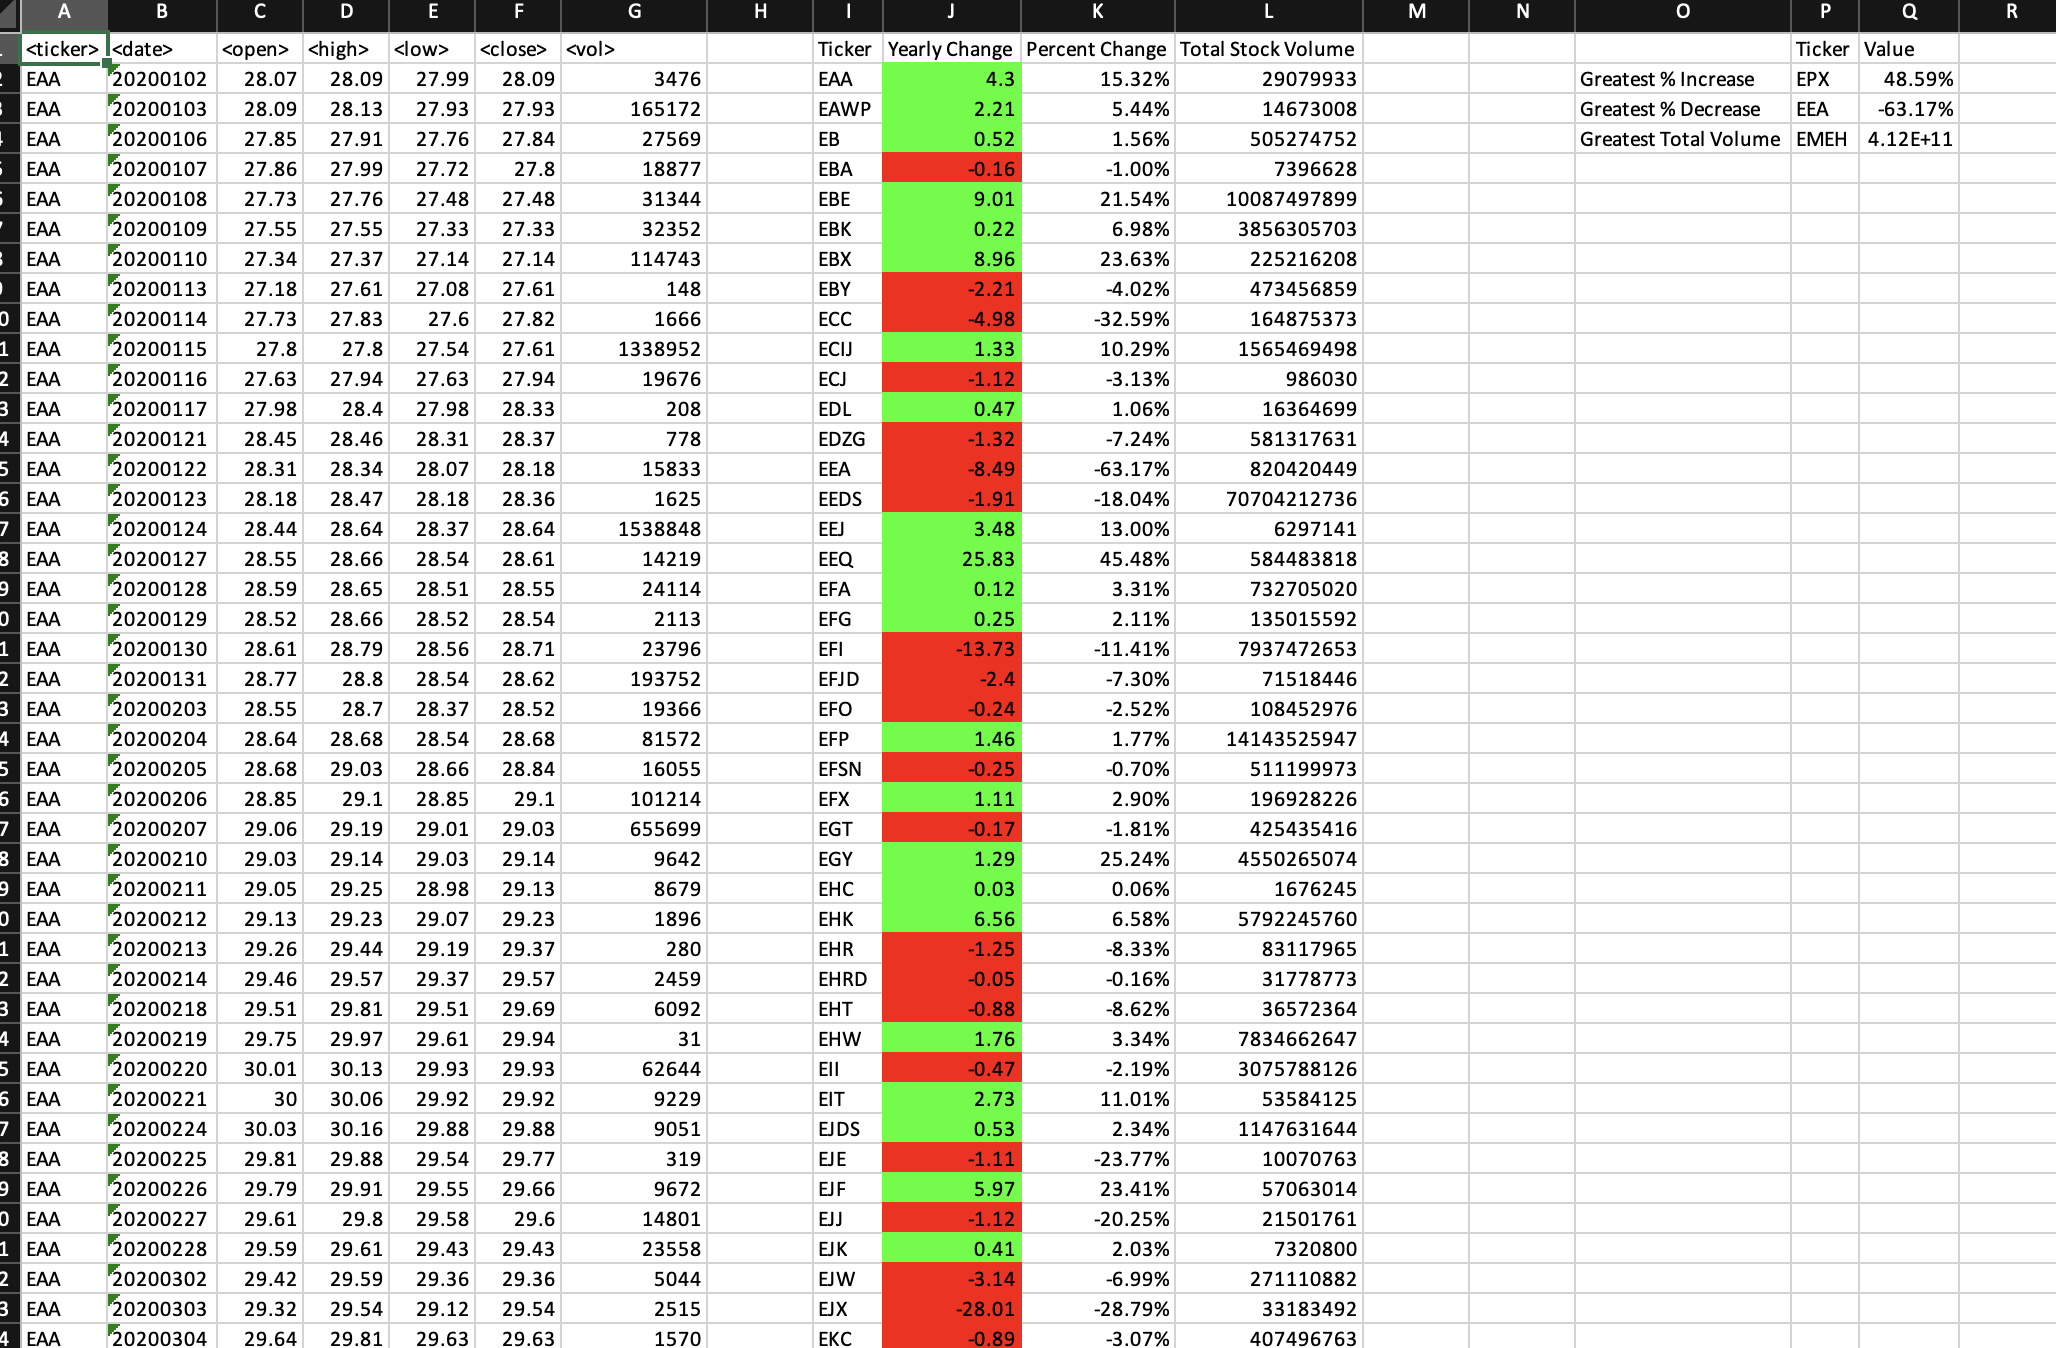 A B C D E F G H I J K L M N O P Q R
<ticker> <date> <open> <high> <low> <close> <vol> Ticker Yearly Change Percent Change Total Stock Volume Ticker Value
2 EAA 20200102 28.07 28.09 27.99 28.09 3476 EAA 4.3 15.32% 29079933 Greatest % Increase EPX 48.59%
3 EAA 20200103 28.09 28.13 27.93 27.93 165172 EAWP 2.21 5.44% 14673008 Greatest % Decrease EEA -63.17%
EAA 20200106 27.85 27.91 27.76 27.84 27569 EB 0.52 1.56% 505274752 Greatest Total Volume EMEH 4.12E+11
EAA 20200107 27.86 27.99 27.72 27.8 18877 EBA -0.16 -1.00% 7396628
EAA 20200108 27.73 27.76 27.48 27.48 31344 EBE 9.01 21.54% 10087497899
EAA 20200109 27.55 27.55 27.33 27.33 32352 EBK 0.22 6.98% 3856305703
EAA 20200110 27.34 27.37 27.14 27.14 114743 EBX 8.96 23.63% 225216208
EAA 20200113 27.18 27.61 27.08 27.61 148 EBY -2.21 -4.02% 473456859
0 EAA 20200114 27.73 27.83 27.6 27.82 1666 ECC -4.98 -32.59% 164875373
1 EAA 20200115 27.8 27.8 27.54 27.61 1338952 ECIJ 1.33 10.29% 1565469498
2 EAA 20200116 27.63 27.94 27.63 27.94 19676 ECJ -1.12 -3.13% 986030
3 EAA 20200117 27.98 28.4 27.98 28.33 208 EDL 0.47 1.06% 16364699
4 EAA 20200121 28.45 28.46 28.31 28.37 778 EDZG -1.32 -7.24% 581317631
5 EAA 20200122 28.31 28.34 28.07 28.18 15833 EEA -8.49 -63.17% 820420449
6 EAA 20200123 28.18 28.47 28.18 28.36 1625 EEDS -1.91 -18.04% 70704212736
7 EAA 20200124 28.44 28.64 28.37 28.64 1538848 EEJ 3.48 13.00% 6297141
8 EAA 20200127 28.55 28.66 28.54 28.61 14219 EEQ 25.83 45.48% 584483818
9 EAA 20200128 28.59 28.65 28.51 28.55 24114 EFA 0.12 3.31% 732705020
0 EAA 20200129 28.52 28.66 28.52 28.54 2113 EFG 0.25 2.11% 135015592
1 EAA 20200130 28.61 28.79 28.56 28.71 23796 EFI -13.73 -11.41% 7937472653
2 EAA 20200131 28.77 28.8 28.54 28.62 193752 EFJD -2.4 -7.30% 71518446
3 EAA 20200203 28.55 28.7 28.37 28.52 19366 EFO -0.24 -2.52% 108452976
4 EAA 20200204 28.64 28.68 28.54 28.68 81572 EFP 1.46 1.77% 14143525947
5 EAA 20200205 28.68 29.03 28.66 28.84 16055 EFSN -0.25 -0.70% 511199973
6 EAA 20200206 28.85 29.1 28.85 29.1 101214 EFX 1.11 2.90% 196928226
7 EAA 20200207 29.06 29.19 29.01 29.03 655699 EGT -0.17 -1.81% 425435416
8 EAA 20200210 29.03 29.14 29.03 29.14 9642 EGY 1.29 25.24% 4550265074
9 EAA 20200211 29.05 29.25 28.98 29.13 8679 EHC 0.03 0.06% 1676245
0 EAA 20200212 29.13 29.23 29.07 29.23 1896 EHK 6.56 6.58% 5792245760
1 EAA 20200213 29.26 29.44 29.19 29.37 280 EHR -1.25 -8.33% 83117965
2 EAA 20200214 29.46 29.57 29.37 29.57 2459 EHRD -0.05 -0.16% 31778773
3 EAA 20200218 29.51 29.81 29.51 29.69 6092 EHT -0.88 -8.62% 36572364
4 EAA 20200219 29.75 29.97 29.61 29.94 31 EHW 1.76 3.34% 7834662647
5 EAA 20200220 30.01 30.13 29.93 29.93 62644 EII -0.47 -2.19% 3075788126
6 EAA 20200221 30 30.06 29.92 29.92 9229 EIT 2.73 11.01% 53584125
7 EAA 20200224 30.03 30.16 29.88 29.88 9051 EJDS 0.53 2.34% 1147631644
8 EAA 20200225 29.81 29.88 29.54 29.77 319 EJE -1.11 -23.77% 10070763
9 EAA 20200226 29.79 29.91 29.55 29.66 9672 EJF 5.97 23.41% 57063014
0 EAA 20200227 29.61 29.8 29.58 29.6 14801 EJJ -1.12 -20.25% 21501761
1 EAA 20200228 29.59 29.61 29.43 29.43 23558 EJK 0.41 2.03% 7320800
2 EAA 20200302 29.42 29.59 29.36 29.36 5044 EJW -3.14 -6.99% 271110882
3 EAA 20200303 29.32 29.54 29.12 29.54 2515 EJX -28.01 -28.79% 33183492
4 EAA 20200304 29.64 29.81 29.63 29.63 1570 EKC -0.89 -3.07% 407496763